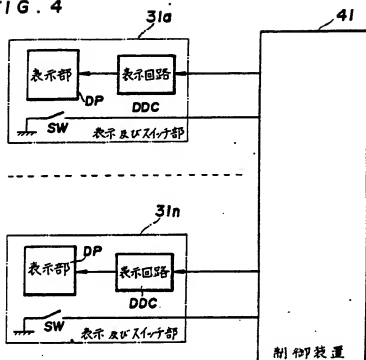 FIG. 4
31a
41
表示部
表示回路
DP
DDC
SW
表示及びスイッチ部
31n
表示部
DP
表示回路
DDC
SW
表示及びスイッチ部
制御装置